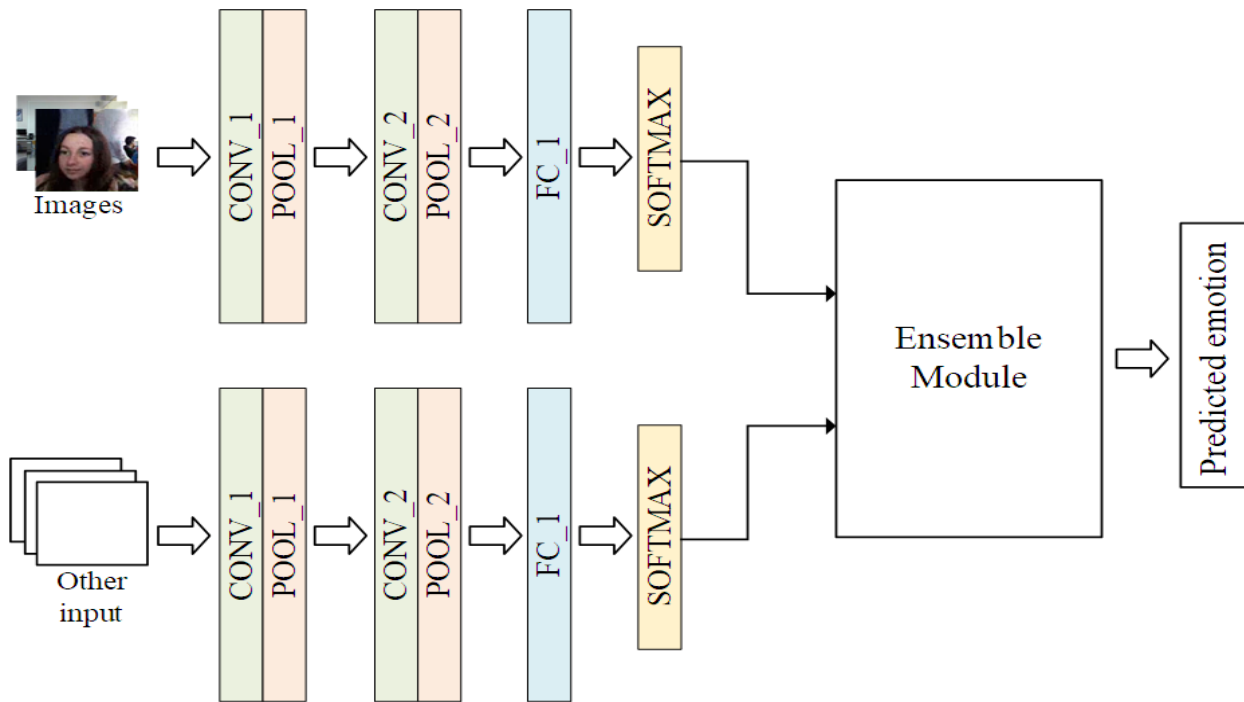 Images
CONV_1
POOL_1
CONV_2
POOL_2
FC_1
SOFTMAX
Other
input
CONV_1
POOL_1
CONV_2
POOL_2
FC_1
SOFTMAX
Ensemble
Module
Predicted emotion